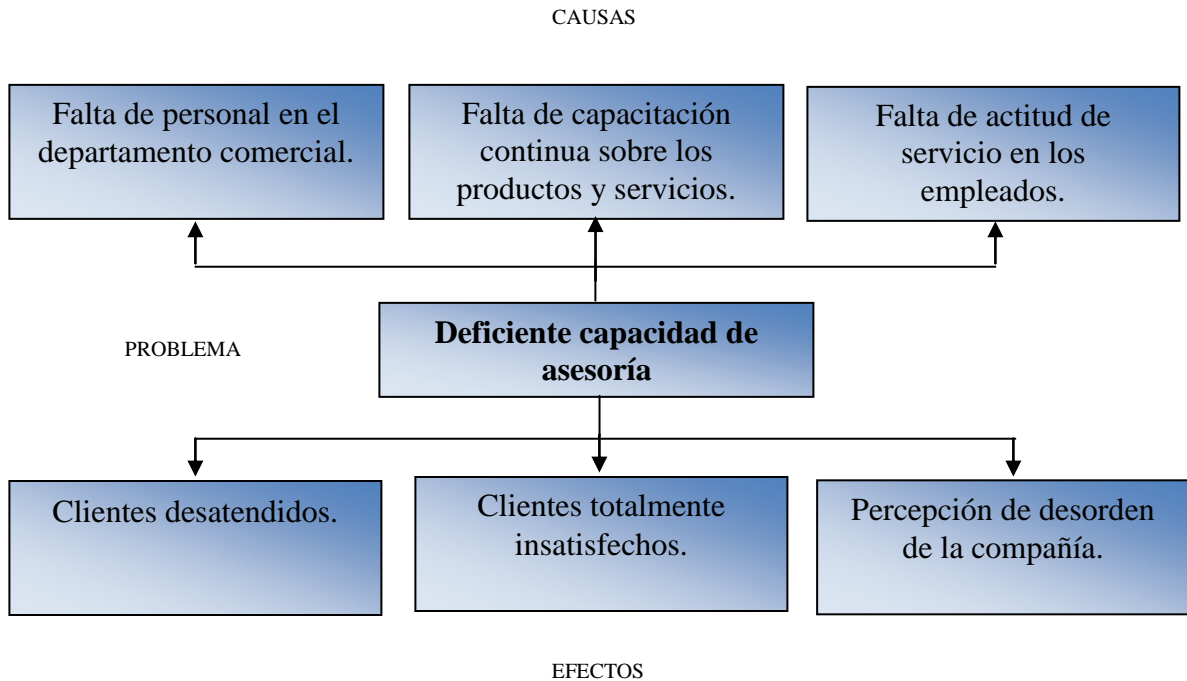 CAUSAS
Falta de personal en el
departamento comercial.
Falta de capacitación
continua sobre los
productos y servicios.
Falta de actitud de
servicio en los
empleados.
PROBLEMA
Deficiente capacidad de
asesoría
Clientes desatendidos.
Clientes totalmente
insatisfechos.
Percepción de desorden
de la compañía.
EFECTOS